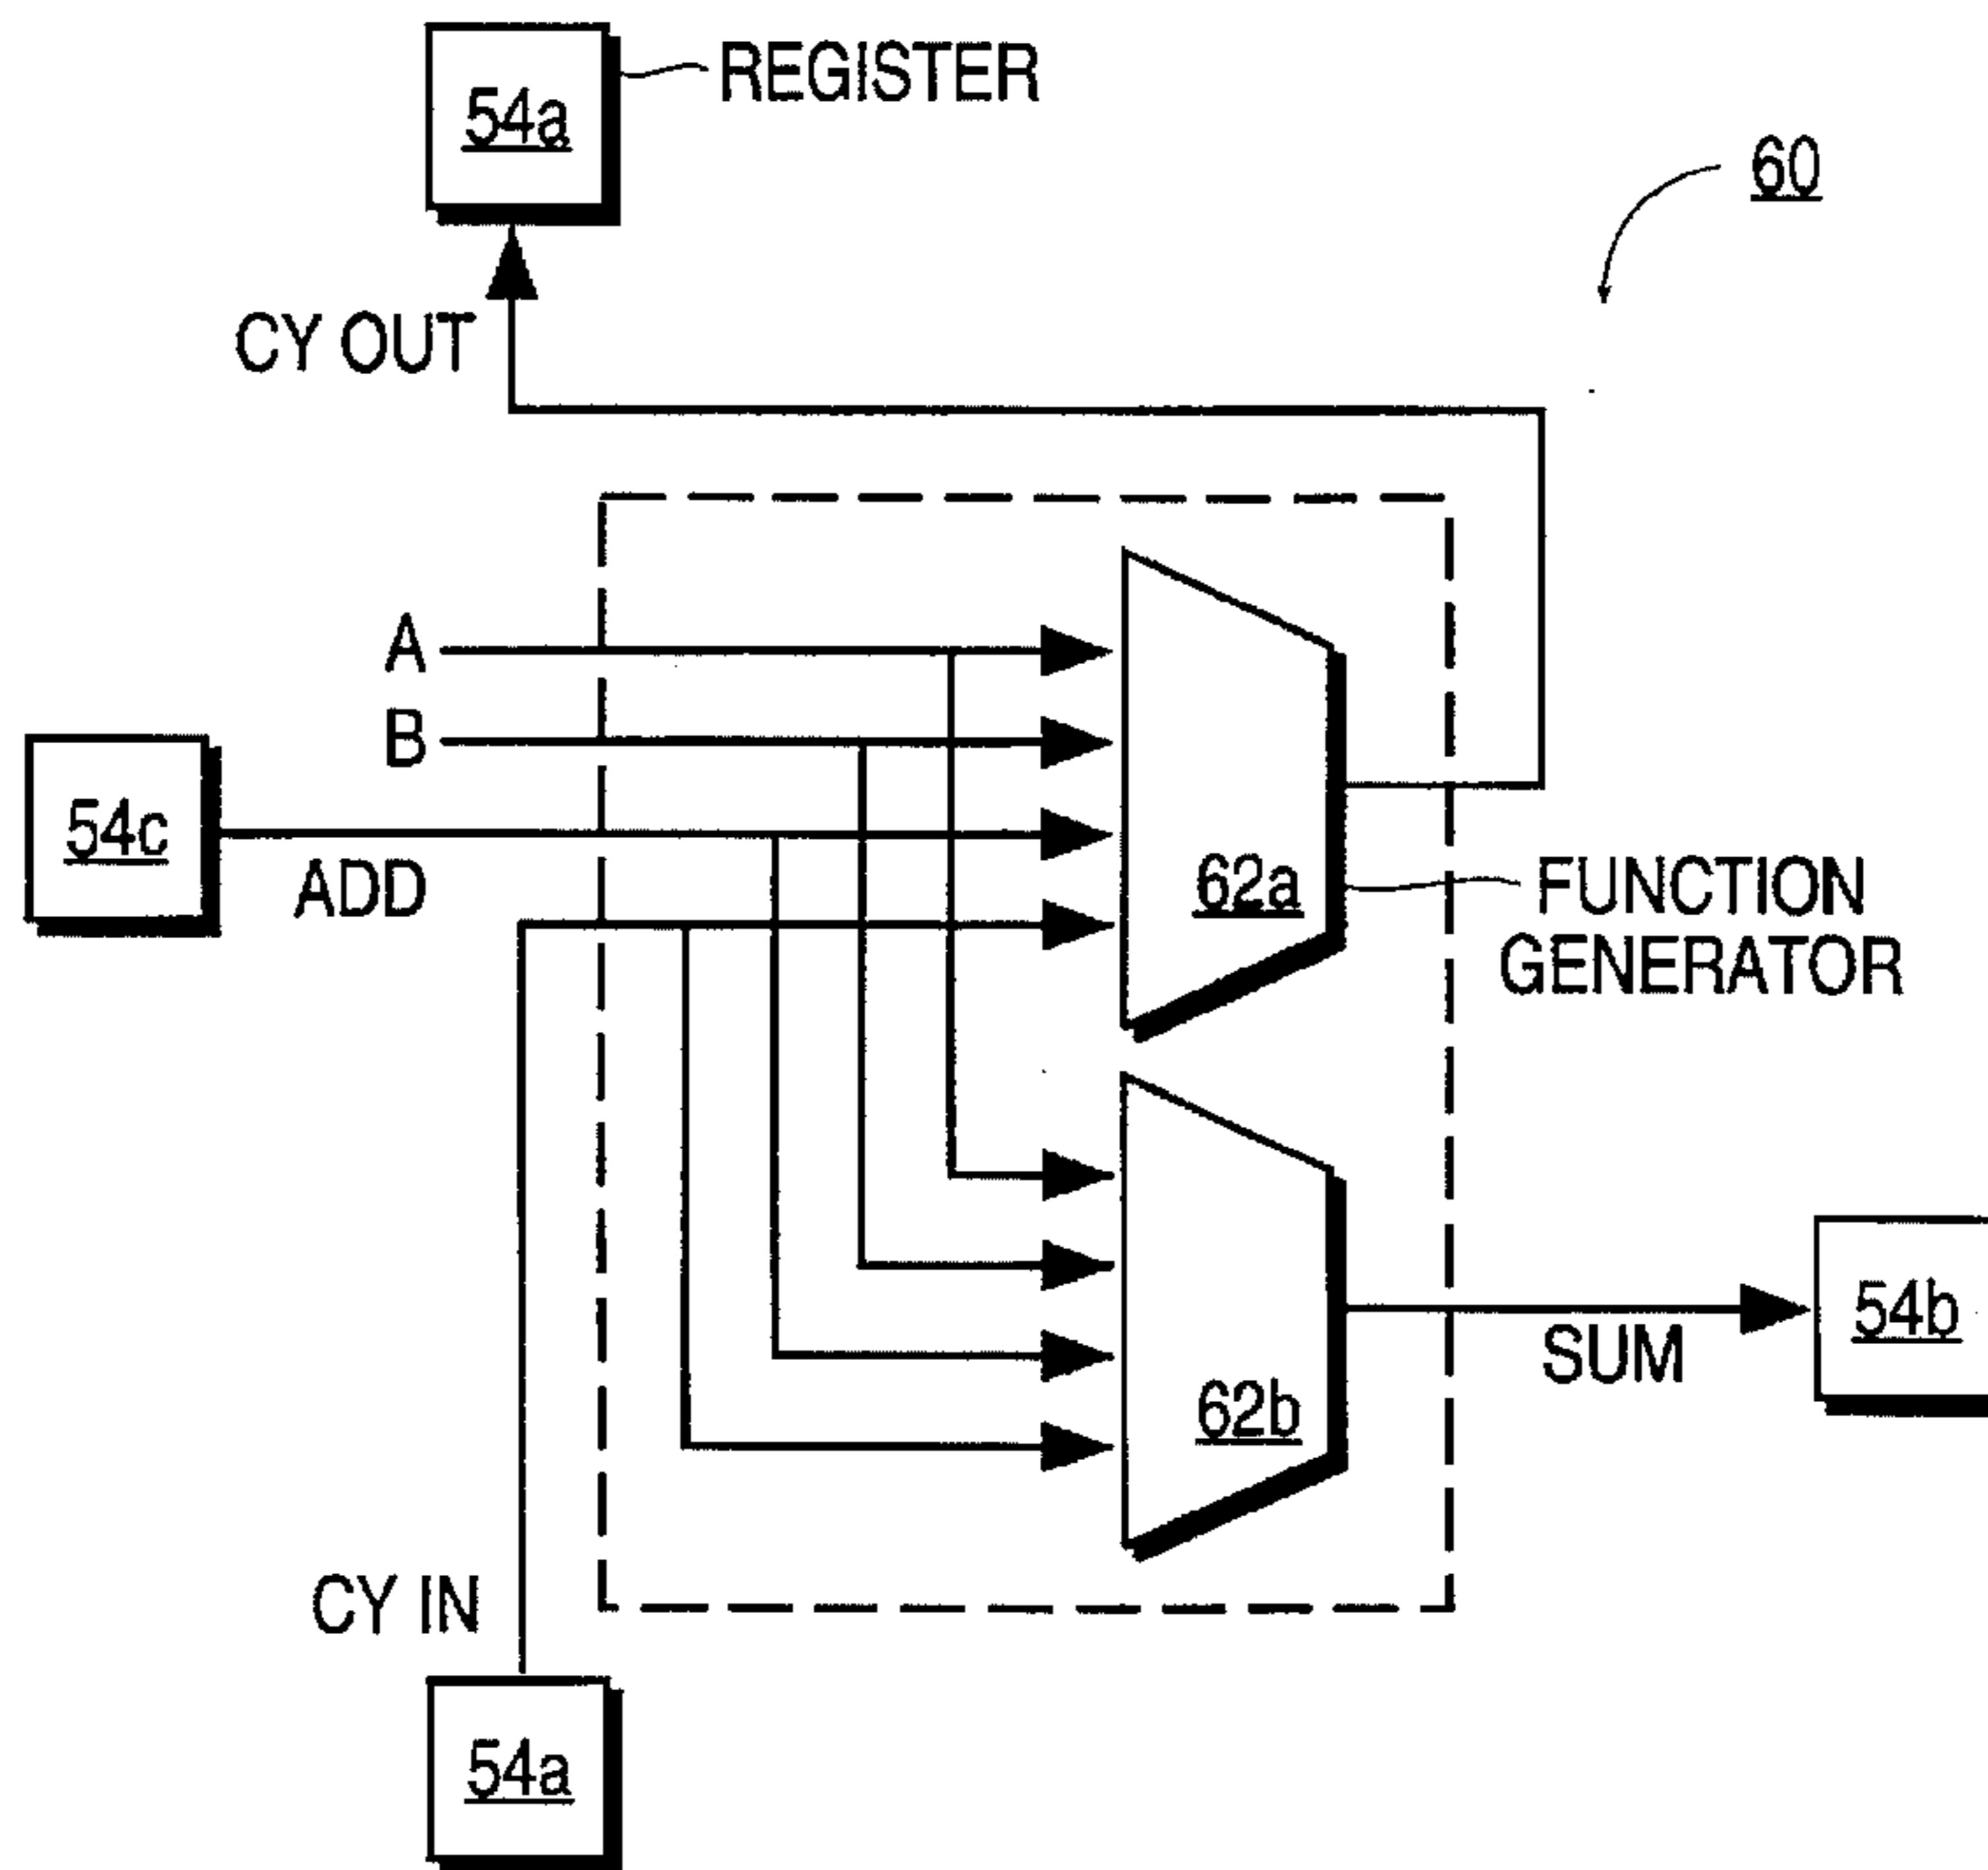 54a
REGISTER
60
CY OUT
A
B
54c
ADD
62a
FUNCTION
GENERATOR
54b
SUM
62b
CY IN
54a